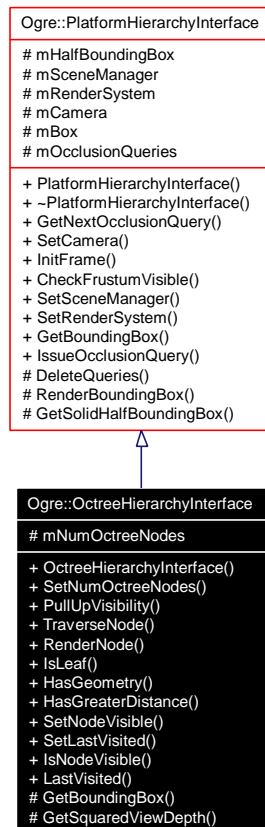 Ogre::PlatformHierarchyInterface
# mHalfBoundingBox
# mSceneManager
# mRenderSystem
# mCamera
# mBox
# mOcclusionQueries
+ PlatformHierarchyInterface()
+ ~PlatformHierarchyInterface()
+ GetNextOcclusionQuery()
+ SetCamera()
+ InitFrame()
+ CheckFrustumVisible()
+ SetSceneManager()
+ SetRenderSystem()
+ GetBoundingBox()
+ IssueOcclusionQuery()
# DeleteQueries()
# RenderBoundingBox()
# GetSolidHalfBoundingBox()
Ogre::OctreeHierarchyInterface
# mNumOctreeNodes
+ OctreeHierarchyInterface()
+ SetNumOctreeNodes()
+ PullUpVisibility()
+ TraverseNode()
+ RenderNode()
+ IsLeaf()
+ HasGeometry()
+ HasGreaterDistance()
+ SetNodeVisible()
+ SetLastVisited()
+ IsNodeVisible()
+ LastVisited()
# GetBoundingBox()
# GetSquaredViewDepth()